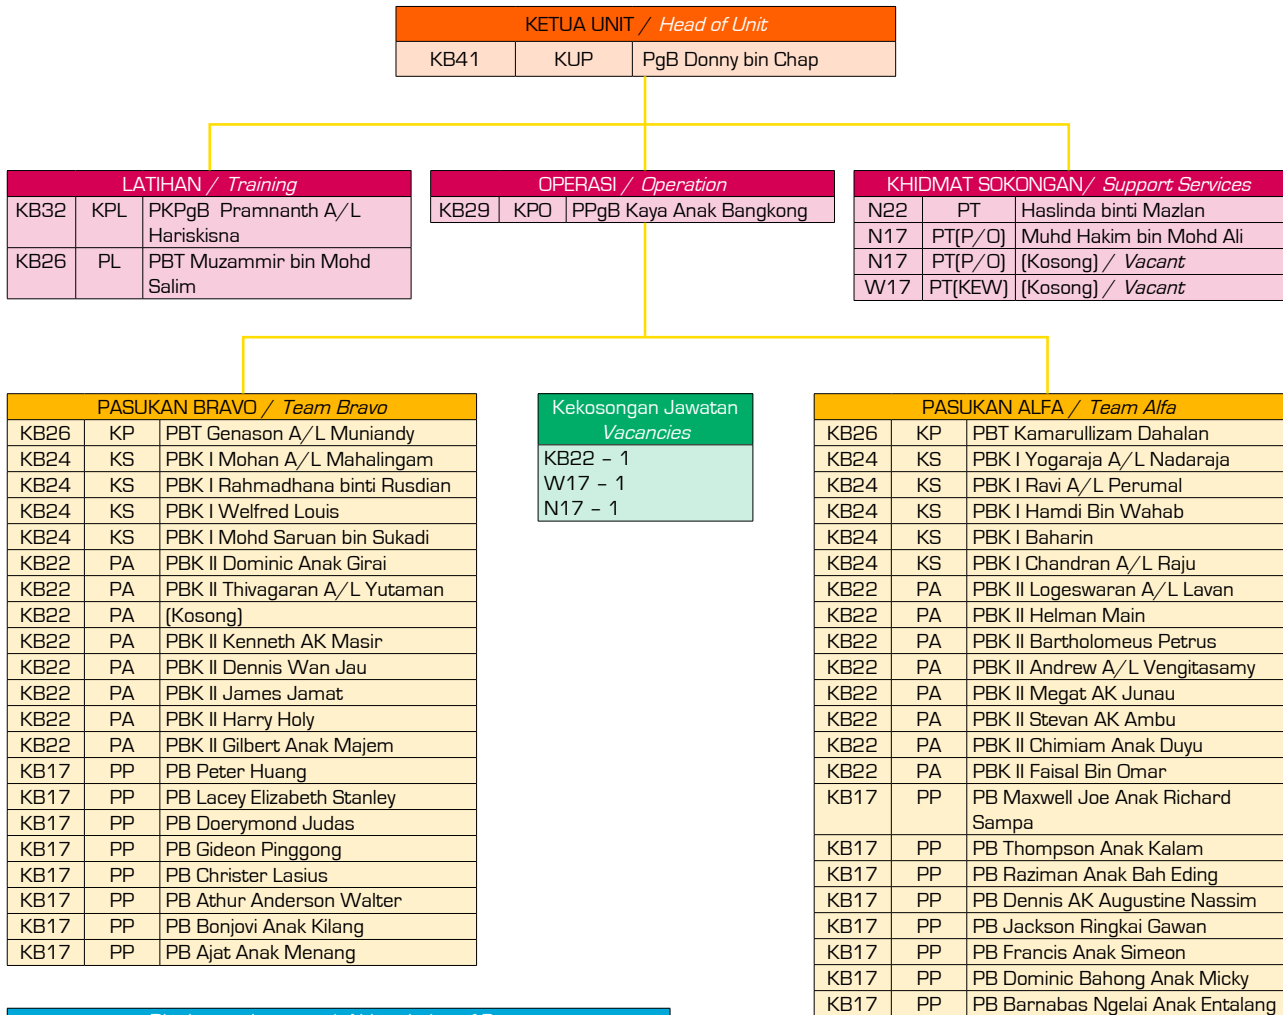 KETUA UNIT / Head of Unit
KB41 KUP PgB Donny bin Chap
LATIHAN / Training
KB32 KPL PKPgB Pramnanth A/L
Hariskisna
KB26 PL PBT Muzammir bin Mohd
Salim
OPERASI / Operation
KB29 KPO PPgB Kaya Anak Bangkong
KHIDMAT SOKONGAN/ Support Services
N22 PT Haslinda binti Mazlan
N17 PT(P/O) Muhd Hakim bin Mohd Ali
N17 PT(P/O) (Kosong) / Vacant
W17 PT(KEW) (Kosong) / Vacant
PASUKAN BRAVO / Team Bravo
KB26 KP PBT Genason A/L Muniandy
KB24 KS PBK I Mohan A/L Mahalingam
KB24 KS PBK I Rahmadhana binti Rusdian
KB24 KS PBK I Welfred Louis
KB24 KS PBK I Mohd Saruan bin Sukadi
KB22 PA PBK II Dominic Anak Girai
KB22 PA PBK II Thivagaran A/L Yutaman
KB22 PA (Kosong)
KB22 PA PBK II Kenneth AK Masir
KB22 PA PBK II Dennis Wan Jau
KB22 PA PBK II James Jamat
KB22 PA PBK II Harry Holy
KB22 PA PBK II Gilbert Anak Majem
KB17 PP PB Peter Huang
KB17 PP PB Lacey Elizabeth Stanley
KB17 PP PB Doerymond Judas
KB17 PP PB Gideon Pinggong
KB17 PP PB Christer Lasius
KB17 PP PB Athur Anderson Walter
KB17 PP PB Bonjovi Anak Kilang
KB17 PP PB Ajat Anak Menang
Kekosongan Jawatan
Vacancies
KB22 – 1
W17 – 1
N17 – 1
PASUKAN ALFA / Team Alfa
KB26 KP PBT Kamarullizam Dahalan
KB24 KS PBK I Yogaraja A/L Nadaraja
KB24 KS PBK I Ravi A/L Perumal
KB24 KS PBK I Hamdi Bin Wahab
KB24 KS PBK I Baharin
KB24 KS PBK I Chandran A/L Raju
KB22 PA PBK II Logeswaran A/L Lavan
KB22 PA PBK II Helman Main
KB22 PA PBK II Bartholomeus Petrus
KB22 PA PBK II Andrew A/L Vengitasamy
KB22 PA PBK II Megat AK Junau
KB22 PA PBK II Stevan AK Ambu
KB22 PA PBK II Chimiam Anak Duyu
KB22 PA PBK II Faisal Bin Omar
KB17 PP PB Maxwell Joe Anak Richard
Sampa
KB17 PP PB Thompson Anak Kalam
KB17 PP PB Raziman Anak Bah Eding
KB17 PP PB Dennis AK Augustine Nassim
KB17 PP PB Jackson Ringkai Gawan
KB17 PP PB Francis Anak Simeon
KB17 PP PB Dominic Bahong Anak Micky
KB17 PP PB Barnabas Ngelai Anak Entalang